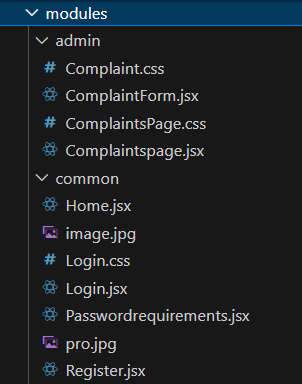 modules
admin
Complaint.css
ComplaintForm.jsx
ComplaintsPage.css
Complaintspage.jsx
common
Home.jsx
image.jpg
Login.css
Login.jsx
Passwordrequirements.jsx
pro.jpg
Register.jsx